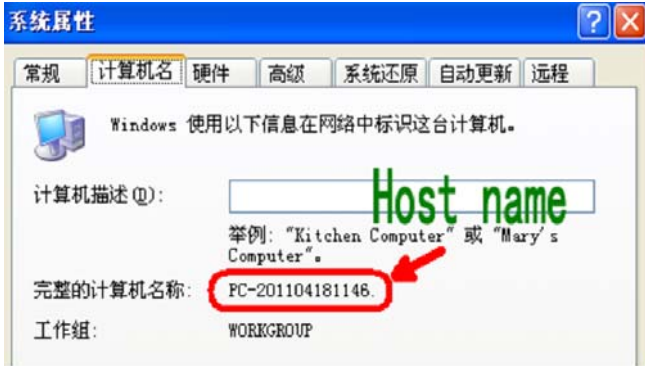 系统属性
常规 计算机名 硬件 高级 系统还原 自动更新 远程
Windows 使用以下信息在网络中标识这台计算机。
计算机描述(D):
Host name
举例: "Kitchen Computer" 或 "Mary's
Computer"。
完整的计算机名称: PC-201104181146.
工作组: WORKGROUP